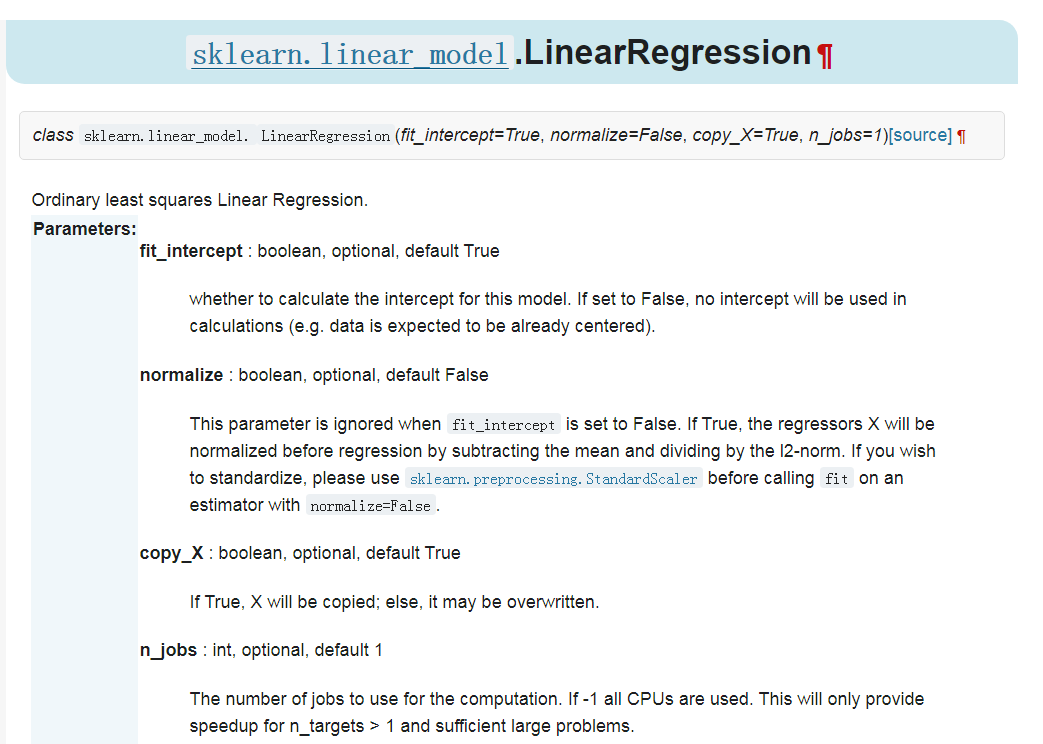 sklearn.linear_model.LinearRegression¶
class sklearn.linear_model. LinearRegression(fit_intercept=True, normalize=False, copy_X=True, n_jobs=1)[source] ¶
Ordinary least squares Linear Regression.
Parameters:
fit_intercept : boolean, optional, default True
whether to calculate the intercept for this model. If set to False, no intercept will be used in
calculations (e.g. data is expected to be already centered).
normalize : boolean, optional, default False
This parameter is ignored when fit_intercept is set to False. If True, the regressors X will be
normalized before regression by subtracting the mean and dividing by the l2-norm. If you wish
to standardize, please use sklearn.preprocessing.StandardScaler before calling fit on an
estimator with normalize=False.
copy_X : boolean, optional, default True
If True, X will be copied; else, it may be overwritten.
n_jobs : int, optional, default 1
The number of jobs to use for the computation. If -1 all CPUs are used. This will only provide
speedup for n_targets > 1 and sufficient large problems.